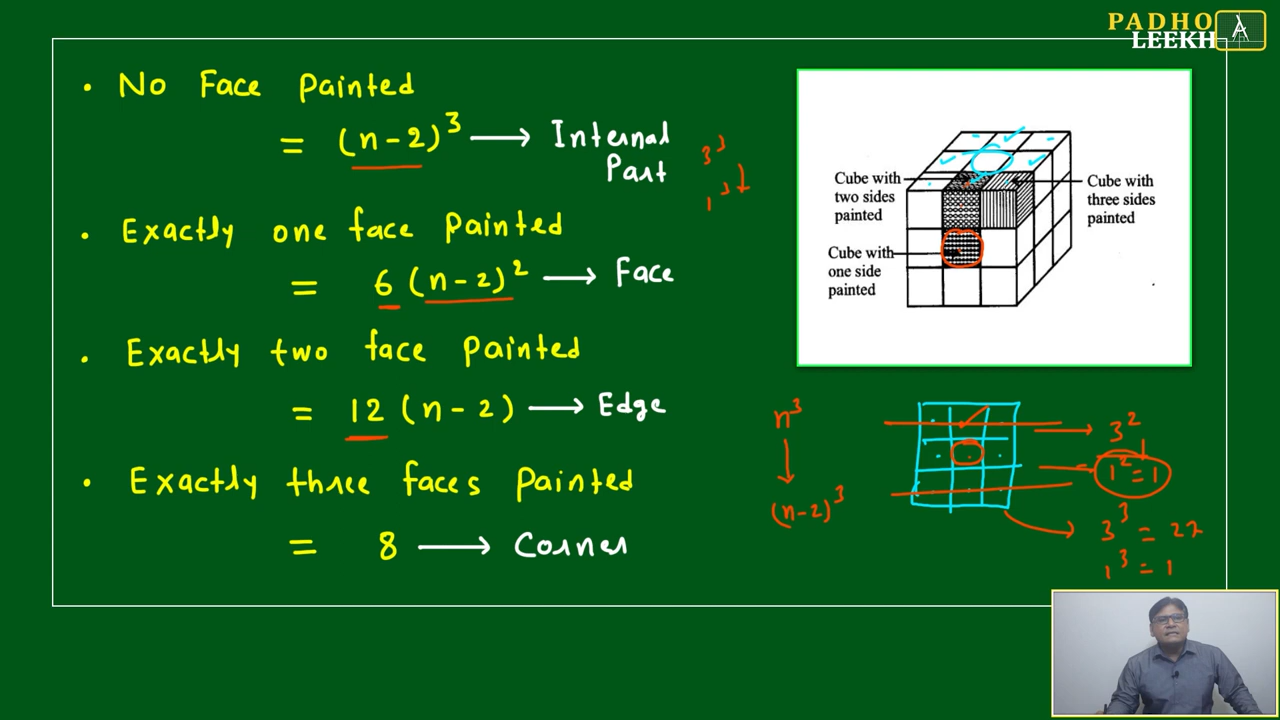 PADHO
LEEKH
• No Face Painted
= (n-2)³ → Internal
Part
3³
1³
• Exactly one face Painted
= 6(n-2)² → Face
• Exactly two face Painted
= 12(n-2) → Edge
• Exactly three faces Painted
= 8 → Corner
Cube with
two sides
painted
Cube with
one side
painted
Cube with
three sides
painted
n³
(n-2)³
3²
1² = 1
3³ = 27
1³ = 1